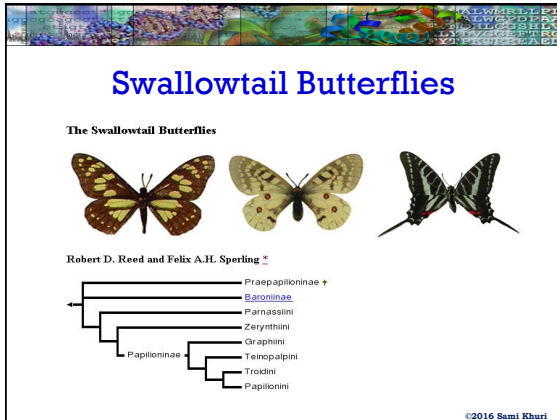 Swallowtail Butterflies
The Swallowtail Butterflies
Robert D. Reed and Felix A.H. Sperling *
Praepapilioninae †
Baroniinae
Parnassiini
Zerynthiini
Graphiini
Papilioninae
Teinopalpini
Troidini
Papilionini
©2016 Sami Khuri